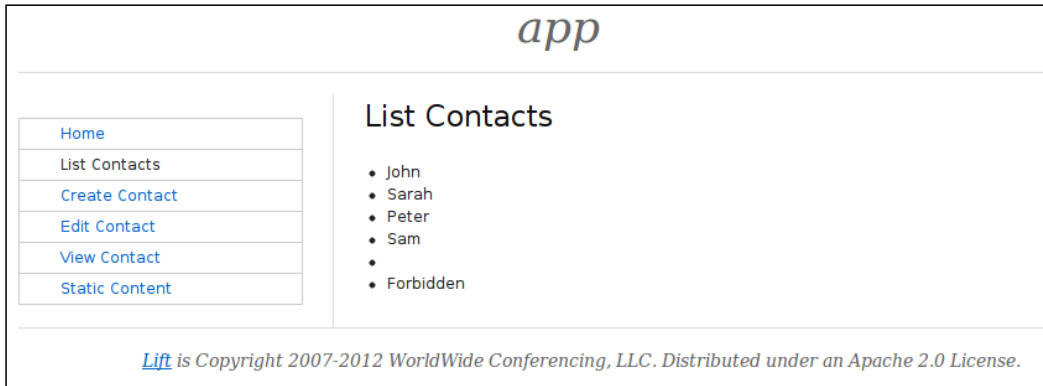 app
Home
List Contacts
Create Contact
Edit Contact
View Contact
Static Content
List Contacts
John
Sarah
Peter
Sam
Forbidden
Lift is Copyright 2007-2012 WorldWide Conferencing, LLC. Distributed under an Apache 2.0 License.